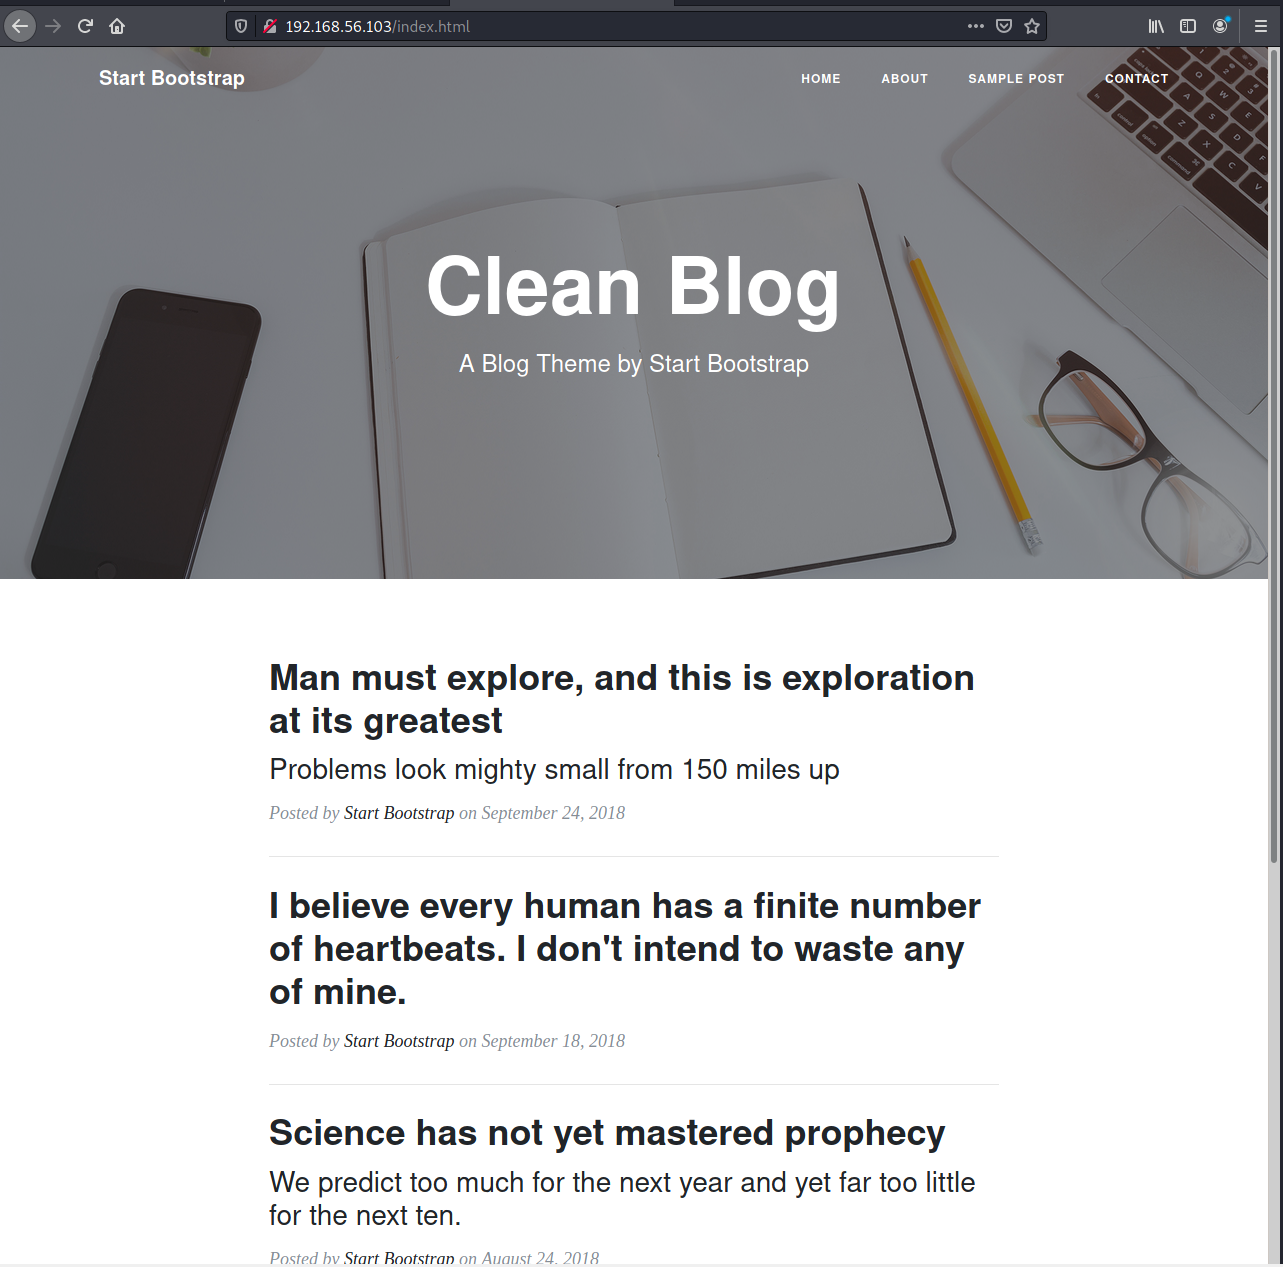 192.168.56.103/index.html
Start Bootstrap
HOME ABOUT SAMPLE POST CONTACT
Clean Blog
A Blog Theme by Start Bootstrap
Man must explore, and this is exploration
at its greatest
Problems look mighty small from 150 miles up
Posted by Start Bootstrap on September 24, 2018
I believe every human has a finite number
of heartbeats. I don't intend to waste any
of mine.
Posted by Start Bootstrap on September 18, 2018
Science has not yet mastered prophecy
We predict too much for the next year and yet far too little
for the next ten.
Posted by Start Bootstrap on August 24, 2018